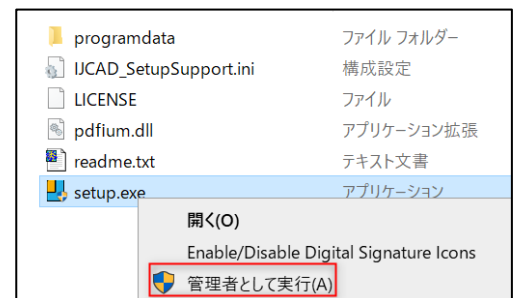 programdata ファイル フォルダー
IJCAD_SetupSupport.ini 構成設定
LICENSE ファイル
pdfium.dll アプリケーション拡張
readme.txt テキスト文書
setup.exe アプリケーション
開く(O)
Enable/Disable Digital Signature Icons
管理者として実行(A)